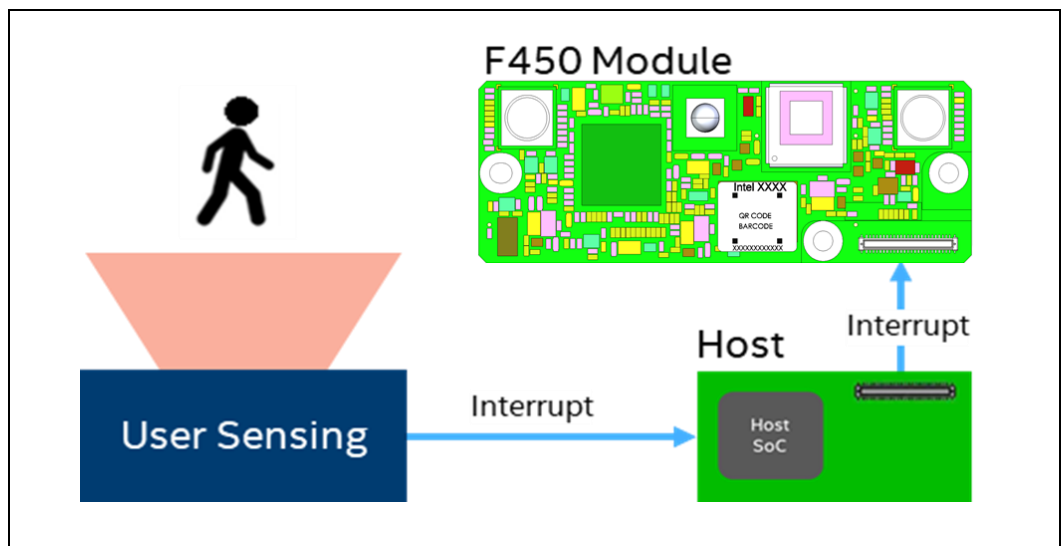 F450 Module
Intel XXXX
QR CODE
BARCODE
XXXXXXXXXXXX
Interrupt
Host
Interrupt
Host
SoC
User Sensing